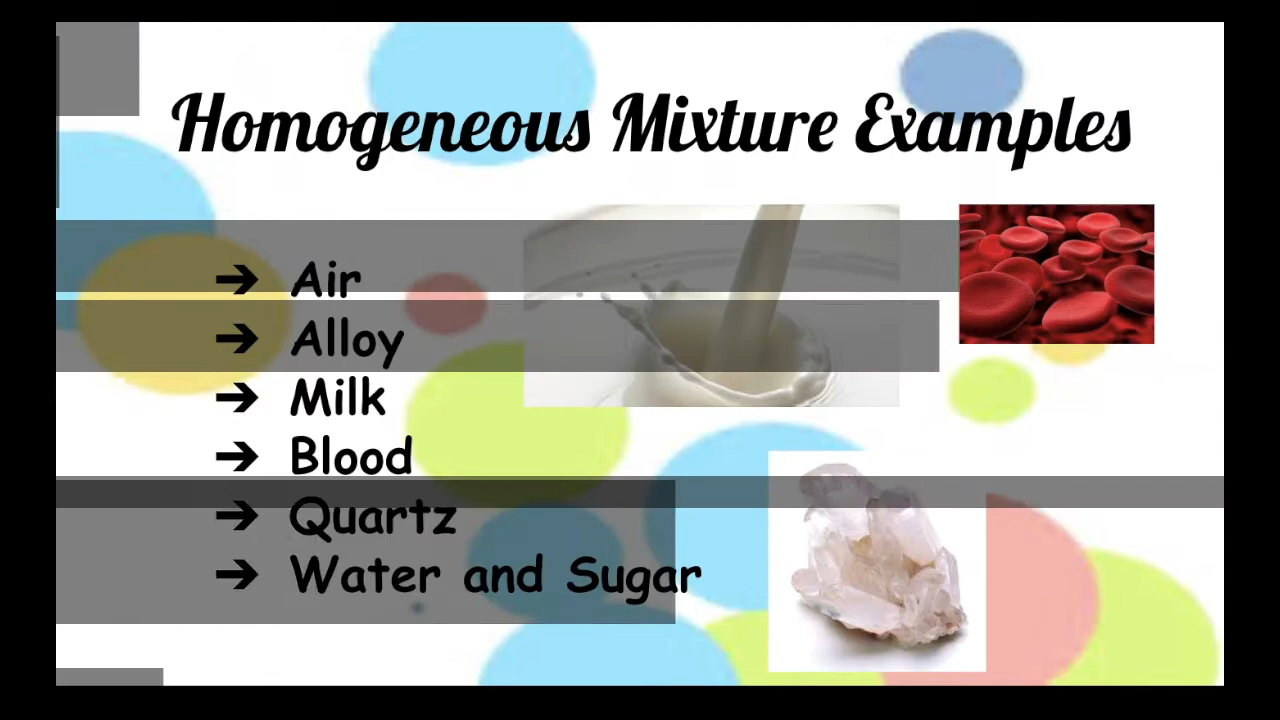 Homogeneous Mixture Examples
➔ Air
➔ Alloy
➔ Milk
➔ Blood
➔ Quartz
➔ Water and Sugar